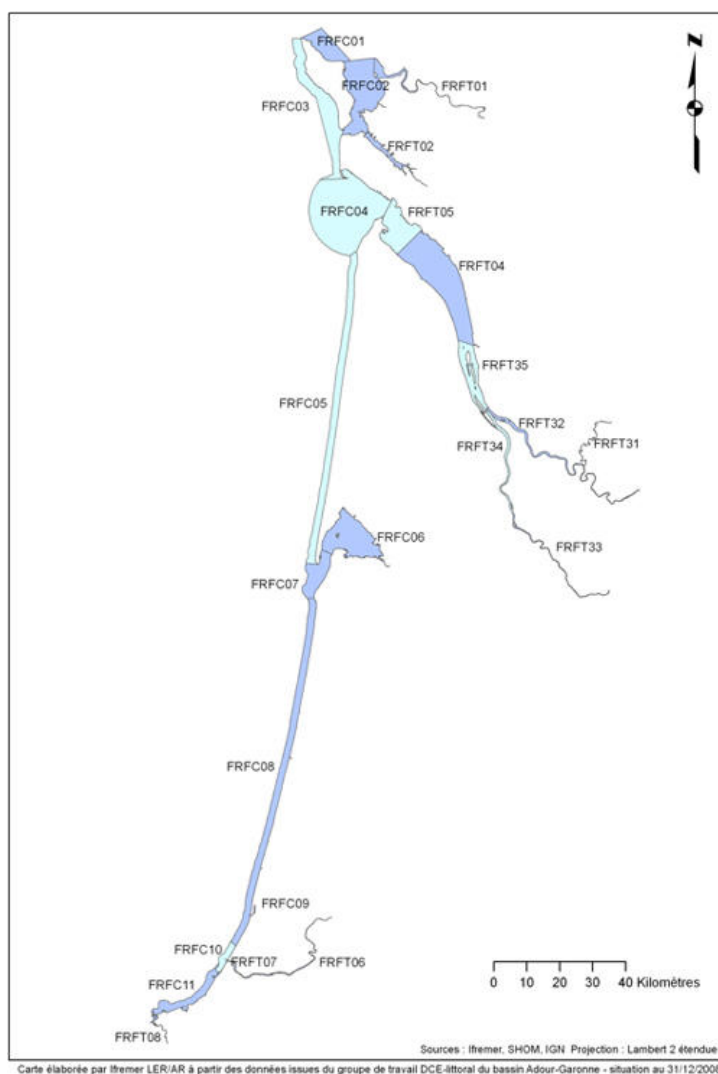 FRFC01
N
FRFC02
FRFT01
FRFC03
FRFT02
FRFC04
FRFT05
FRFT04
FRFT35
FRFC05
FRFT32
FRFT34
FRFT31
FRFC06
FRFT33
FRFC07
FRFC08
FRFC09
FRFC10
FRFT07
FRFT06
FRFC11
0 10 20 30 40 Kilomètres
FRFT08
Sources : Ifremer, SHOM, IGN Projection : Lambert 2 étendue
Carte élaborée par Ifremer LER/AR à partir des données issues du groupe de travail DCE-littoral du bassin Adour-Garonne - situation au